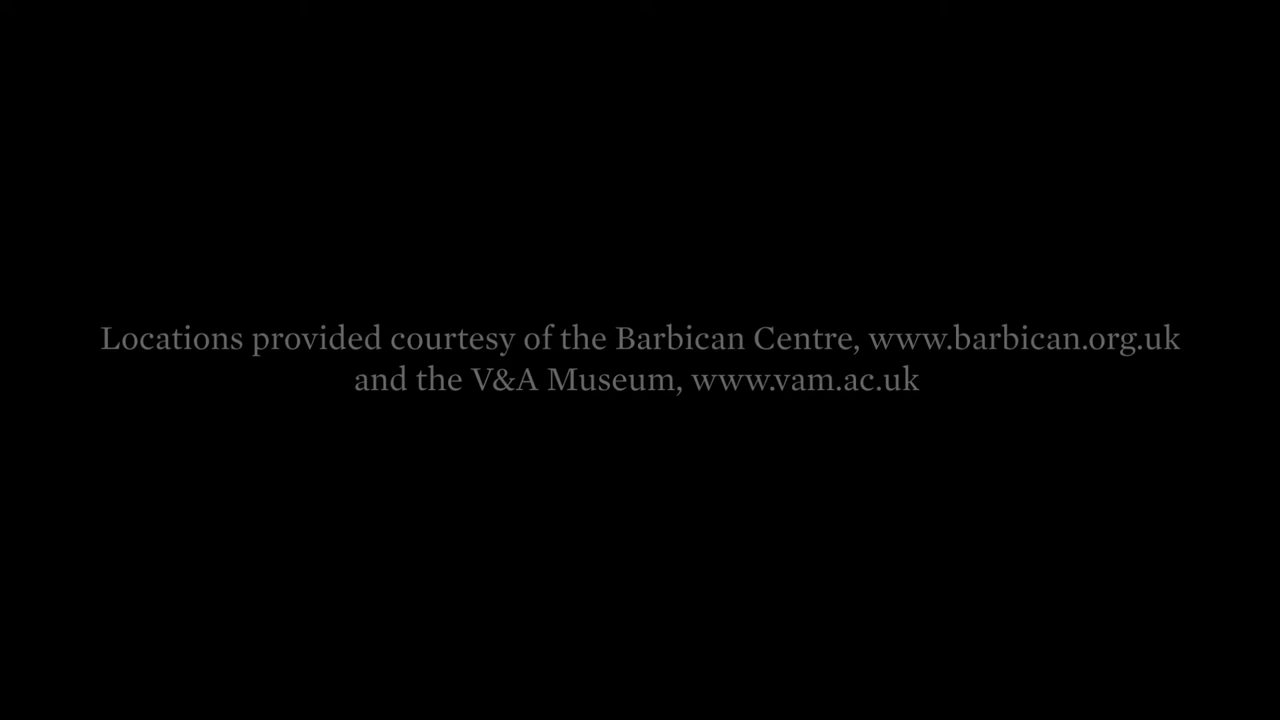 Locations provided courtesy of the Barbican Centre, www.barbican.org.uk
and the V&A Museum, www.vam.ac.uk